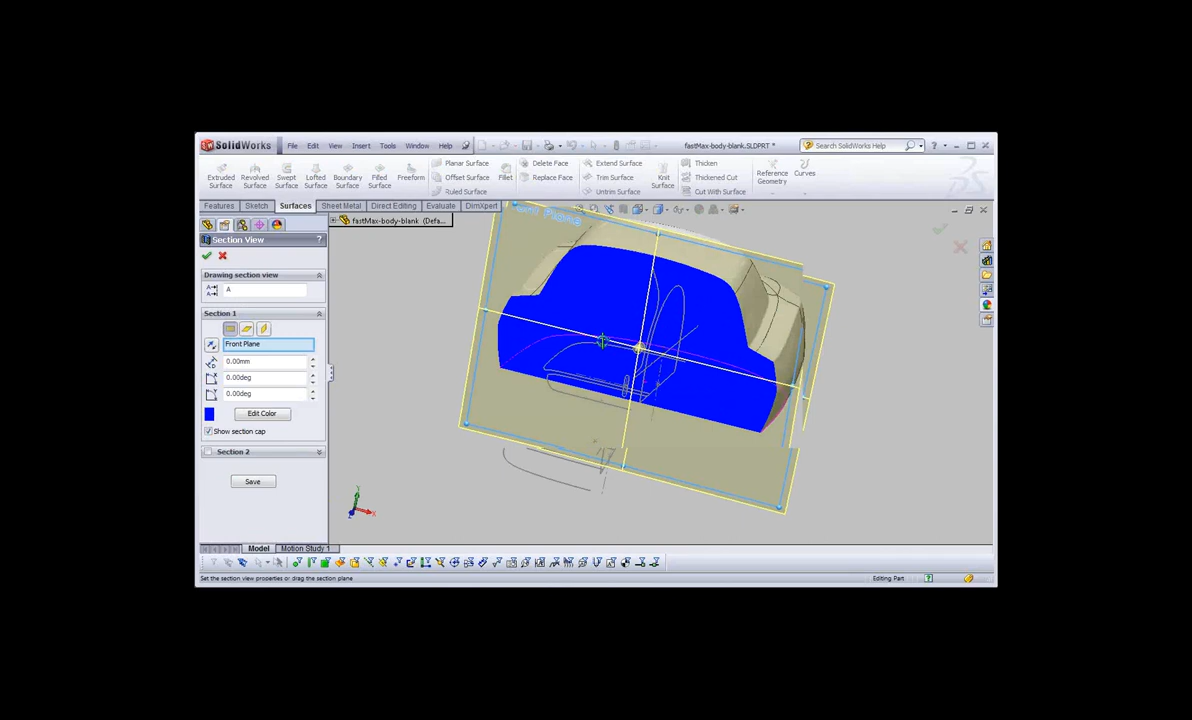 SolidWorks File Edit View Insert Tools Window Help fastMax-body-blank.SLDPRT * Search SolidWorks Help
Extruded Surface Revolved Surface Swept Surface Lofted Surface Boundary Surface Filled Surface Freeform Planar Surface Offset Surface Ruled Surface Fillet Delete Face Replace Face Extend Surface Trim Surface Untrim Surface Knit Surface Thicken Thickened Cut Cut With Surface Reference Geometry Curves
Features Sketch Surfaces Sheet Metal Direct Editing Evaluate DimXpert
fastMax-body-blank (Defa...
Front Plane
Section View ?
Drawing section view
A
Section 1
Front Plane
0.00mm
0.00deg
0.00deg
Edit Color
Show section cap
Section 2
Save
Model Motion Study 1
Set the section view properties or drag the section plane Editing Part